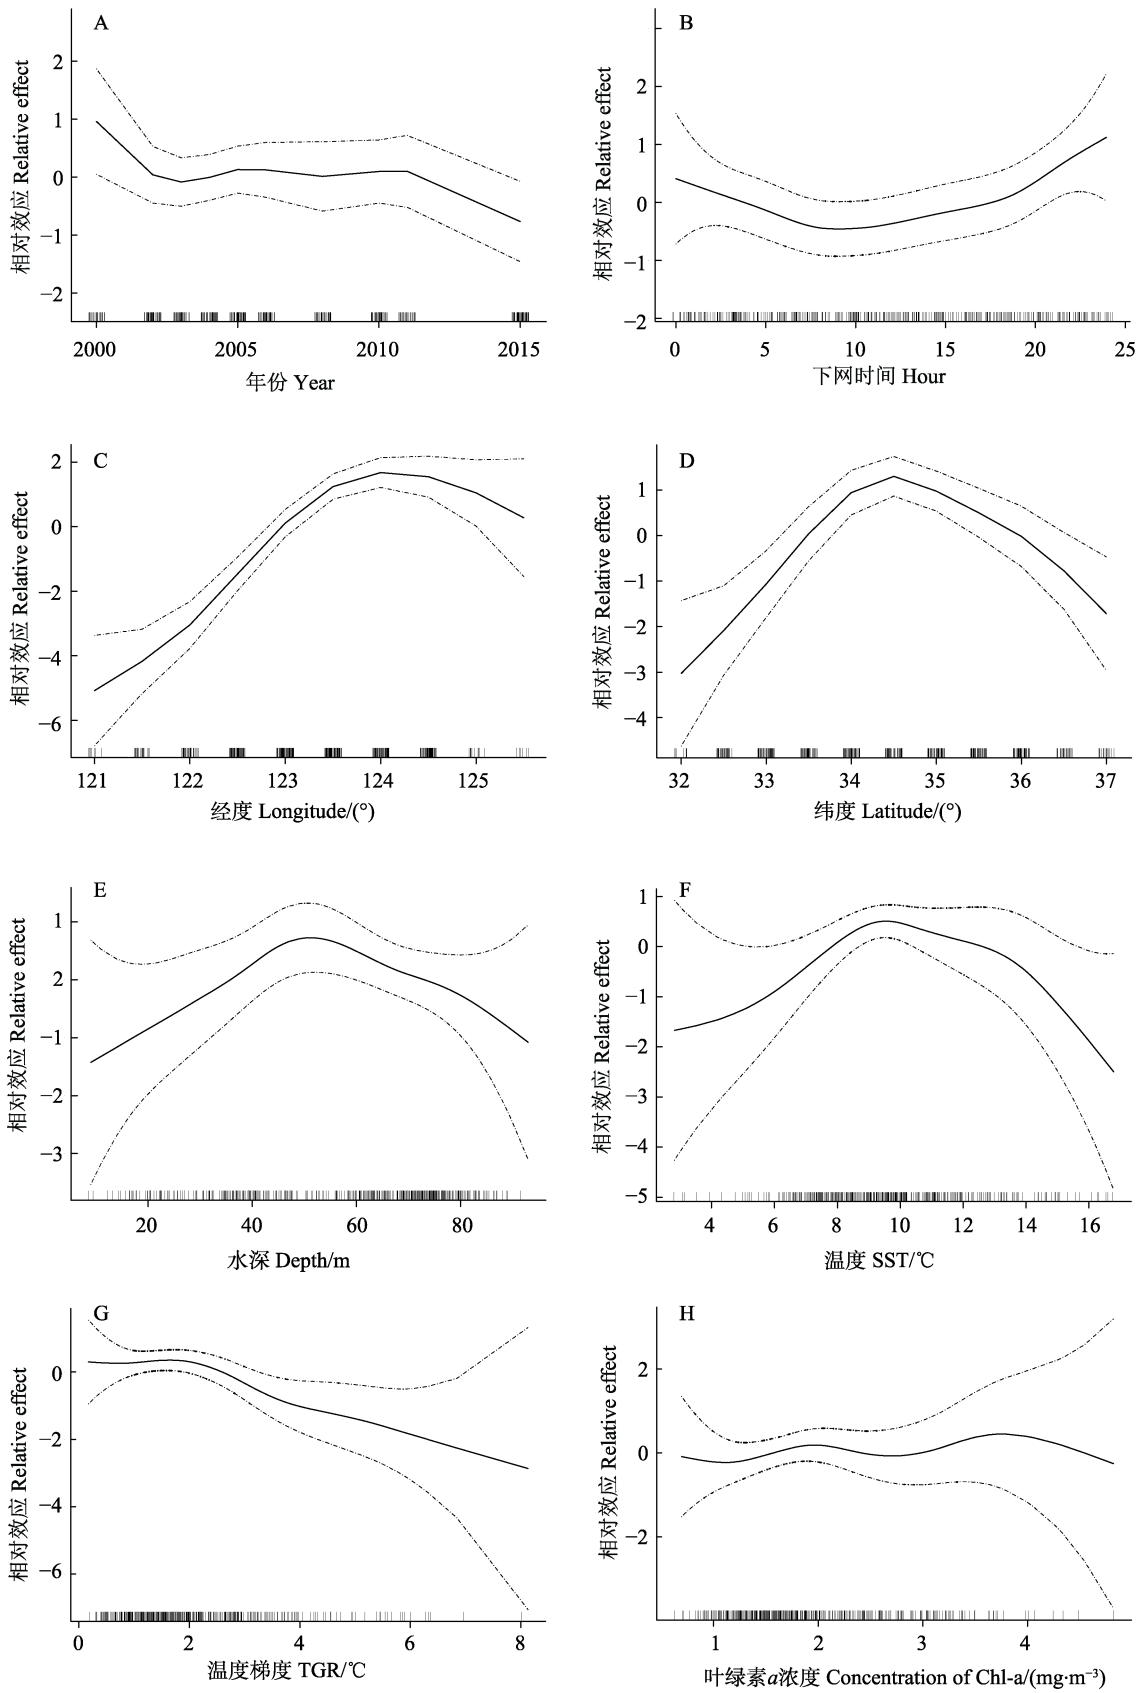 A
相对效应 Relative effect
2
1
0
−1
−2
2000 2005 2010 2015
年份 Year
B
相对效应 Relative effect
2
1
0
−1
−2
0 5 10 15 20 25
下网时间 Hour
C
相对效应 Relative effect
2
0
−2
−4
−6
121 122 123 124 125
经度 Longitude/(°)
D
相对效应 Relative effect
1
0
−1
−2
−3
−4
32 33 34 35 36 37
纬度 Latitude/(°)
E
相对效应 Relative effect
1
2
−1
−2
−3
20 40 60 80
水深 Depth/m
F
相对效应 Relative effect
1
0
−1
−2
−3
−4
−5
4 6 8 10 12 14 16
温度 SST/℃
G
相对效应 Relative effect
0
−2
−4
−6
0 2 4 6 8
温度梯度 TGR/℃
H
相对效应 Relative effect
2
0
−2
1 2 3 4
叶绿素a浓度 Concentration of Chl-a/(mg·m⁻³)